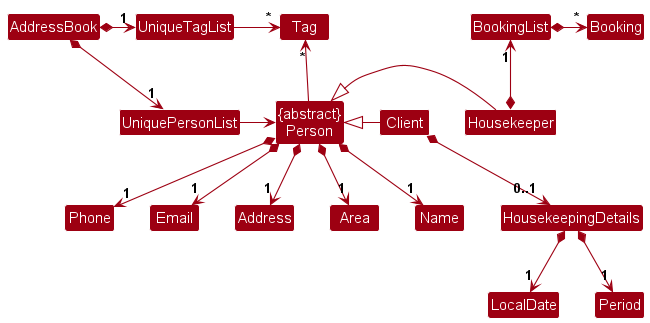 AddressBook
1
UniqueTagList
*
Tag
BookingList
*
Booking
*
1
1
UniquePersonList
{abstract}
Person
Client
Housekeeper
1
1
1
1
1
0..1
Phone
Email
Address
Area
Name
HousekeepingDetails
1
1
LocalDate
Period